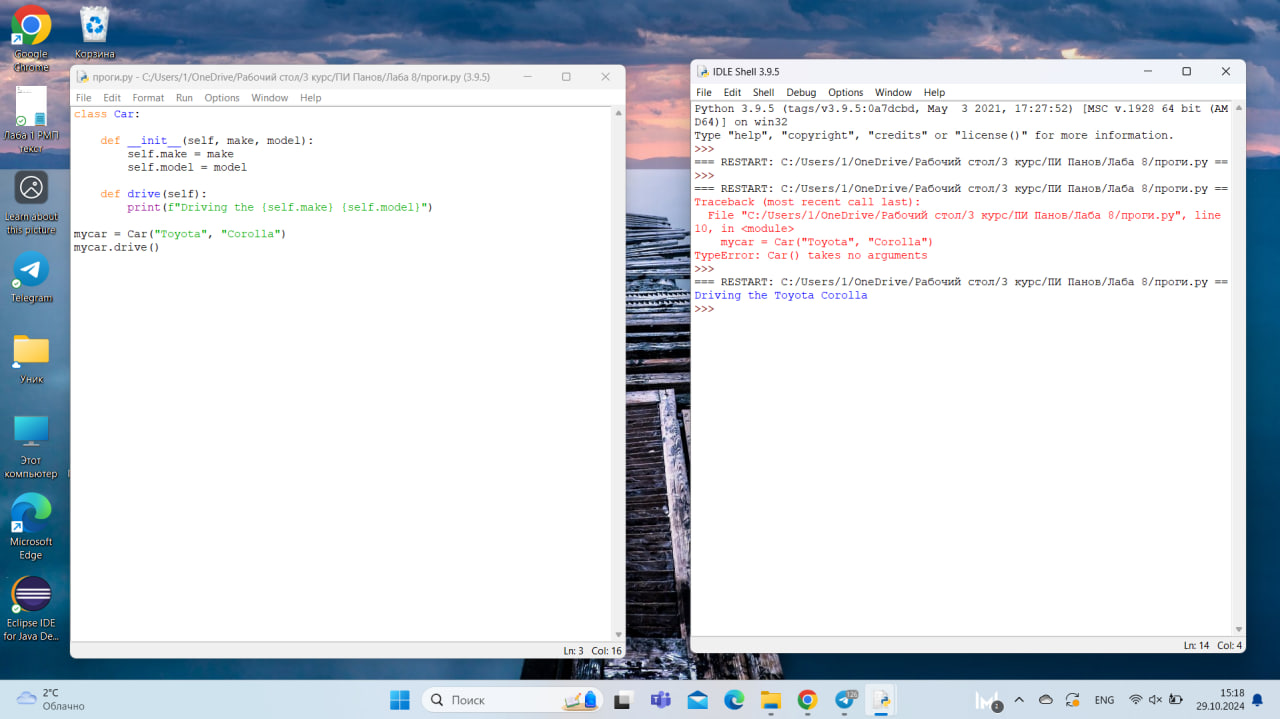 Google
Chrome
Корзина
Лаба 1 РМП
текст
Learn about
this picture
Telegram
Уник
Этот
компьютер
Microsoft
Edge
Eclipse IDE
for Java De...
проги.py - C:/Users/1/OneDrive/Рабочий стол/3 курс/ПИ Панов/Лаба 8/проги.py (3.9.5)
File Edit Format Run Options Window Help
class Car:
    def __init__(self, make, model):
        self.make = make
        self.model = model
    def drive(self):
        print(f"Driving the {self.make} {self.model}")
mycar = Car("Toyota", "Corolla")
mycar.drive()
Ln: 3 Col: 16
IDLE Shell 3.9.5
File Edit Shell Debug Options Window Help
Python 3.9.5 (tags/v3.9.5:0a7dcbd, May  3 2021, 17:27:52) [MSC v.1928 64 bit (AM
D64)] on win32
Type "help", "copyright", "credits" or "license()" for more information.
>>>
=== RESTART: C:/Users/1/OneDrive/Рабочий стол/3 курс/ПИ Панов/Лаба 8/проги.py ==
>>>
=== RESTART: C:/Users/1/OneDrive/Рабочий стол/3 курс/ПИ Панов/Лаба 8/проги.py ==
Traceback (most recent call last):
  File "C:/Users/1/OneDrive/Рабочий стол/3 курс/ПИ Панов/Лаба 8/проги.py", line
10, in <module>
    mycar = Car("Toyota", "Corolla")
TypeError: Car() takes no arguments
>>>
=== RESTART: C:/Users/1/OneDrive/Рабочий стол/3 курс/ПИ Панов/Лаба 8/проги.py ==
Driving the Toyota Corolla
>>>
Ln: 14 Col: 4
2°C
Облачно
Поиск
126
2
ENG
15:18
29.10.2024